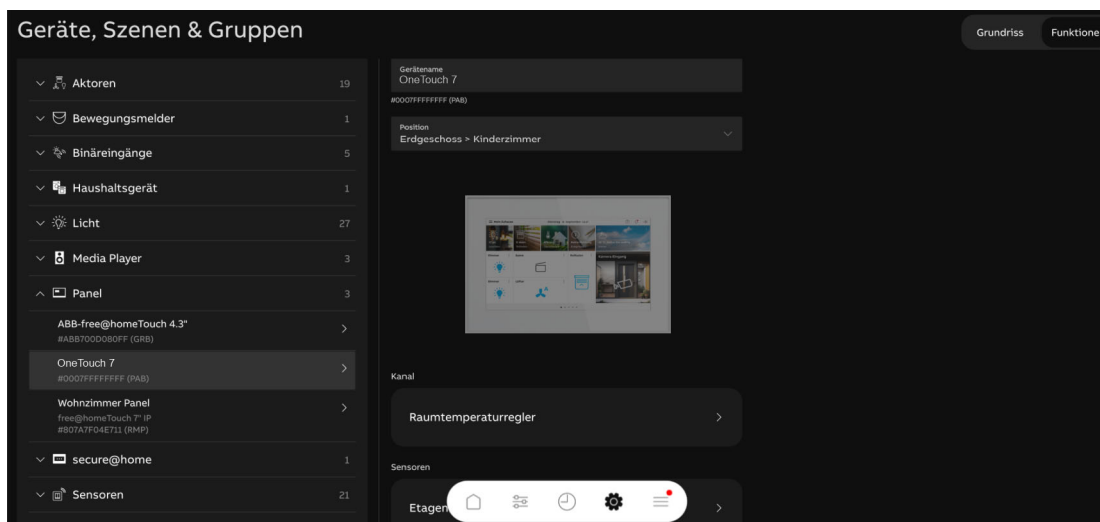 Geräte, Szenen & Gruppen
Grundriss
Funktione
Aktoren 19
Bewegungsmelder 1
Binäreingänge 5
Haushaltsgerät 1
Licht 27
Media Player 3
Panel 3
ABB-free@homeTouch 4.3"
#ABB700D080FF (GRB)
OneTouch 7
#0007FFFFFFFF (PAB)
Wohnzimmer Panel
free@homeTouch 7" IP
#807A7F04E711 (RMP)
secure@home 1
Sensoren 21
Gerätename
OneTouch 7
#0007FFFFFFFF (PAB)
Position
Erdgeschoss > Kinderzimmer
Kanal
Raumtemperaturregler
Sensoren
Etagen